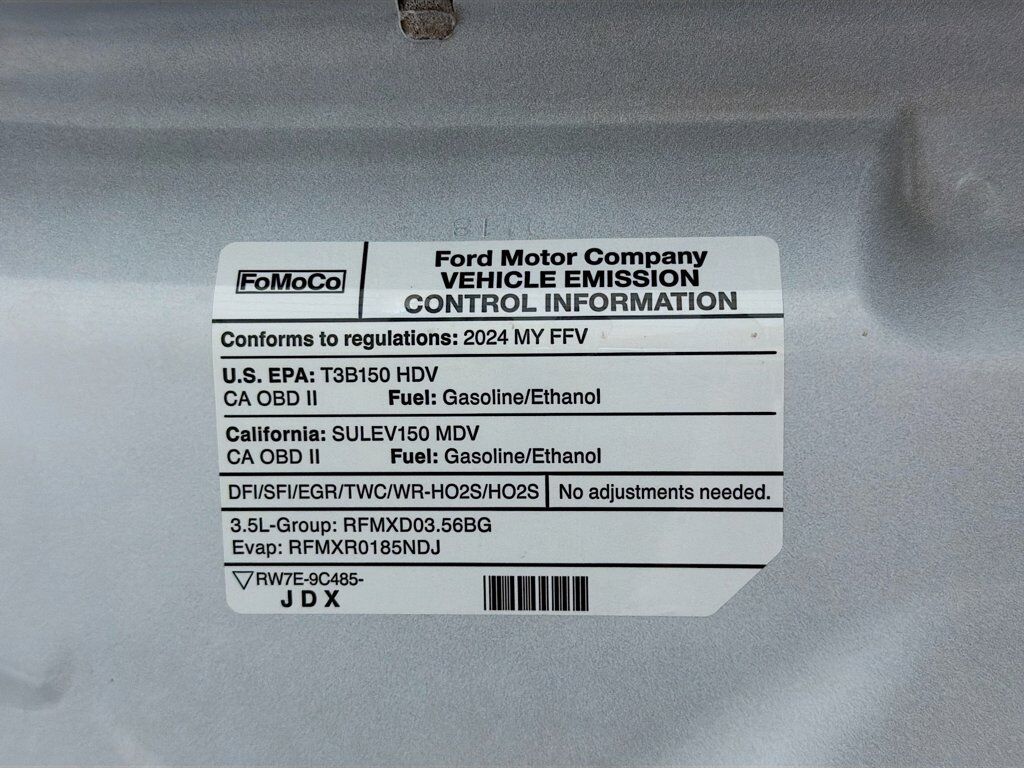 FoMoCo
Ford Motor Company
VEHICLE EMISSION
CONTROL INFORMATION
Conforms to regulations: 2024 MY FFV
U.S. EPA: T3B150 HDV
CA OBD II Fuel: Gasoline/Ethanol
California: SULEV150 MDV
CA OBD II Fuel: Gasoline/Ethanol
DFI/SFI/EGR/TWC/WR-HO2S/HO2S No adjustments needed.
3.5L-Group: RFMXD03.56BG
Evap: RFMXR0185NDJ
RW7E-9C485-
J D X